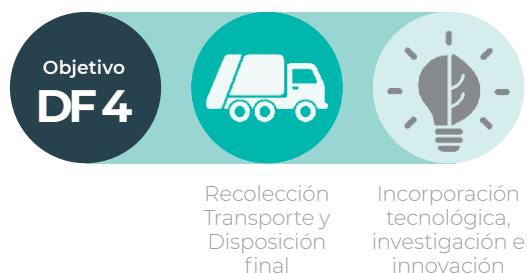 Objetivo
DF 4
Recolección
Transporte y
Disposición
final
Incorporación
tecnológica,
investigación e
innovación